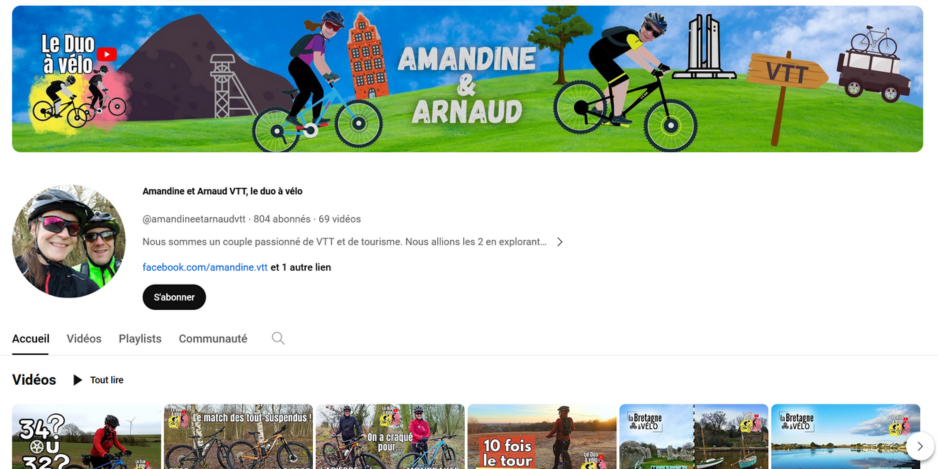 Le Duo
à vélo
AMANDINE
&
ARNAUD
VTT
Amandine et Arnaud VTT, le duo à vélo
@amandineetarnaudvtt · 804 abonnés · 69 vidéos
Nous sommes un couple passionné de VTT et de tourisme. Nous allions les 2 en explorant...
facebook.com/amandine.vtt et 1 autre lien
S'abonner
Accueil Vidéos Playlists Communauté
Vidéos Tout lire
34?
OU
32?
Le match des tout-suspendus !
On a craqué
pour
10 fois
le tour
Le Duo
à vélo
la Bretagne
à VÉLO
la Bretagne
à VÉLO